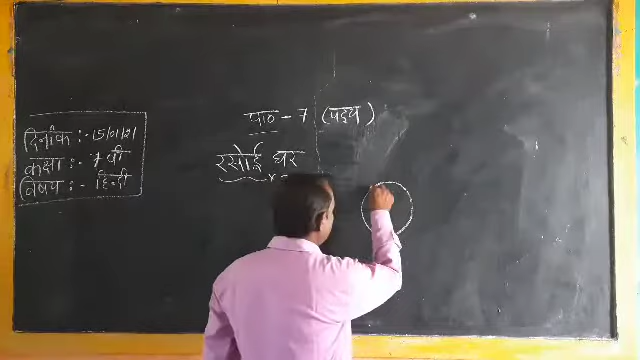 दिनांक :- 15/01/21
कक्षा :- 7 वी
विषय :- हिन्दी
पाठ - 7 (पद्य)
रसोई घर